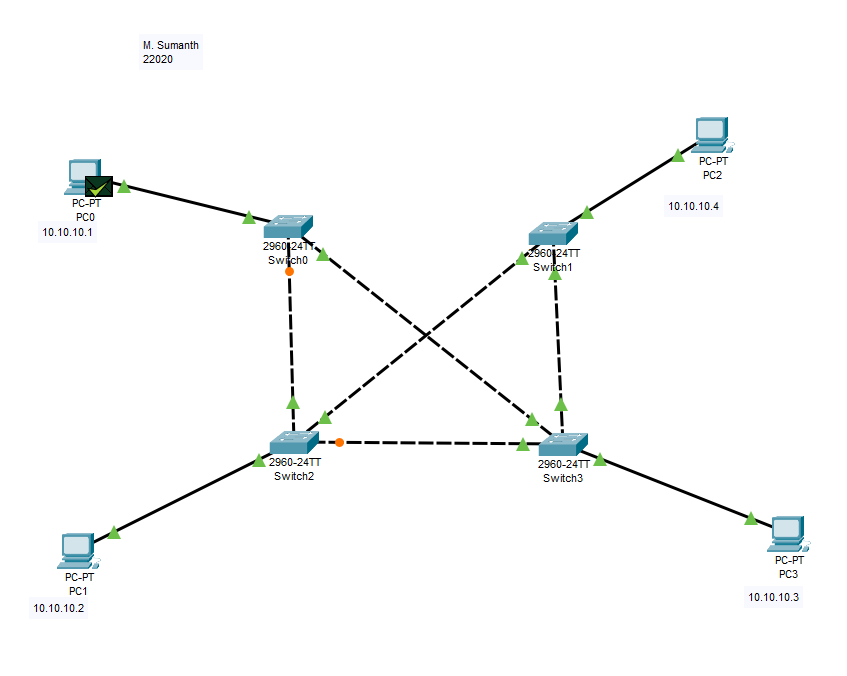 M. Sumanth
22020
PC-PT
PC2
10.10.10.4
PC-PT
PC0
10.10.10.1
2960-24TT
Switch0
2960-24TT
Switch1
2960-24TT
Switch2
2960-24TT
Switch3
PC-PT
PC1
10.10.10.2
PC-PT
PC3
10.10.10.3